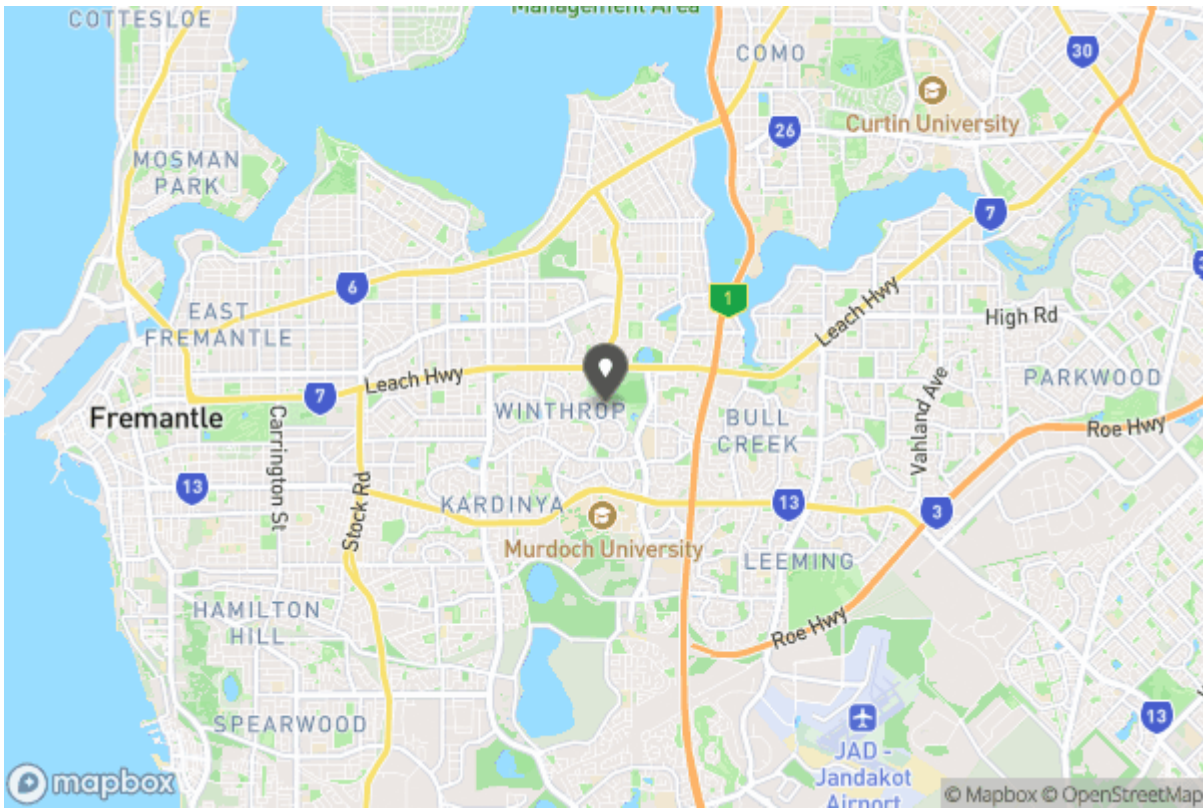 COTTESLOE
Management Area
COMO
30
Curtin University
26
MOSMAN
PARK
7
6
EAST
FREMANTLE
1
Leach Hwy
High Rd
Leach Hwy
7
WINTHROP
PARKWOOD
Fremantle
Carrington St
BULL
CREEK
Vahland Ave
Roe Hwy
13
Stock Rd
KARDINYA
13
3
Murdoch University
LEEMING
HAMILTON
HILL
Roe Hwy
SPEARWOOD
13
JAD -
Jandakot
Airport
mapbox
© Mapbox © OpenStreetMap